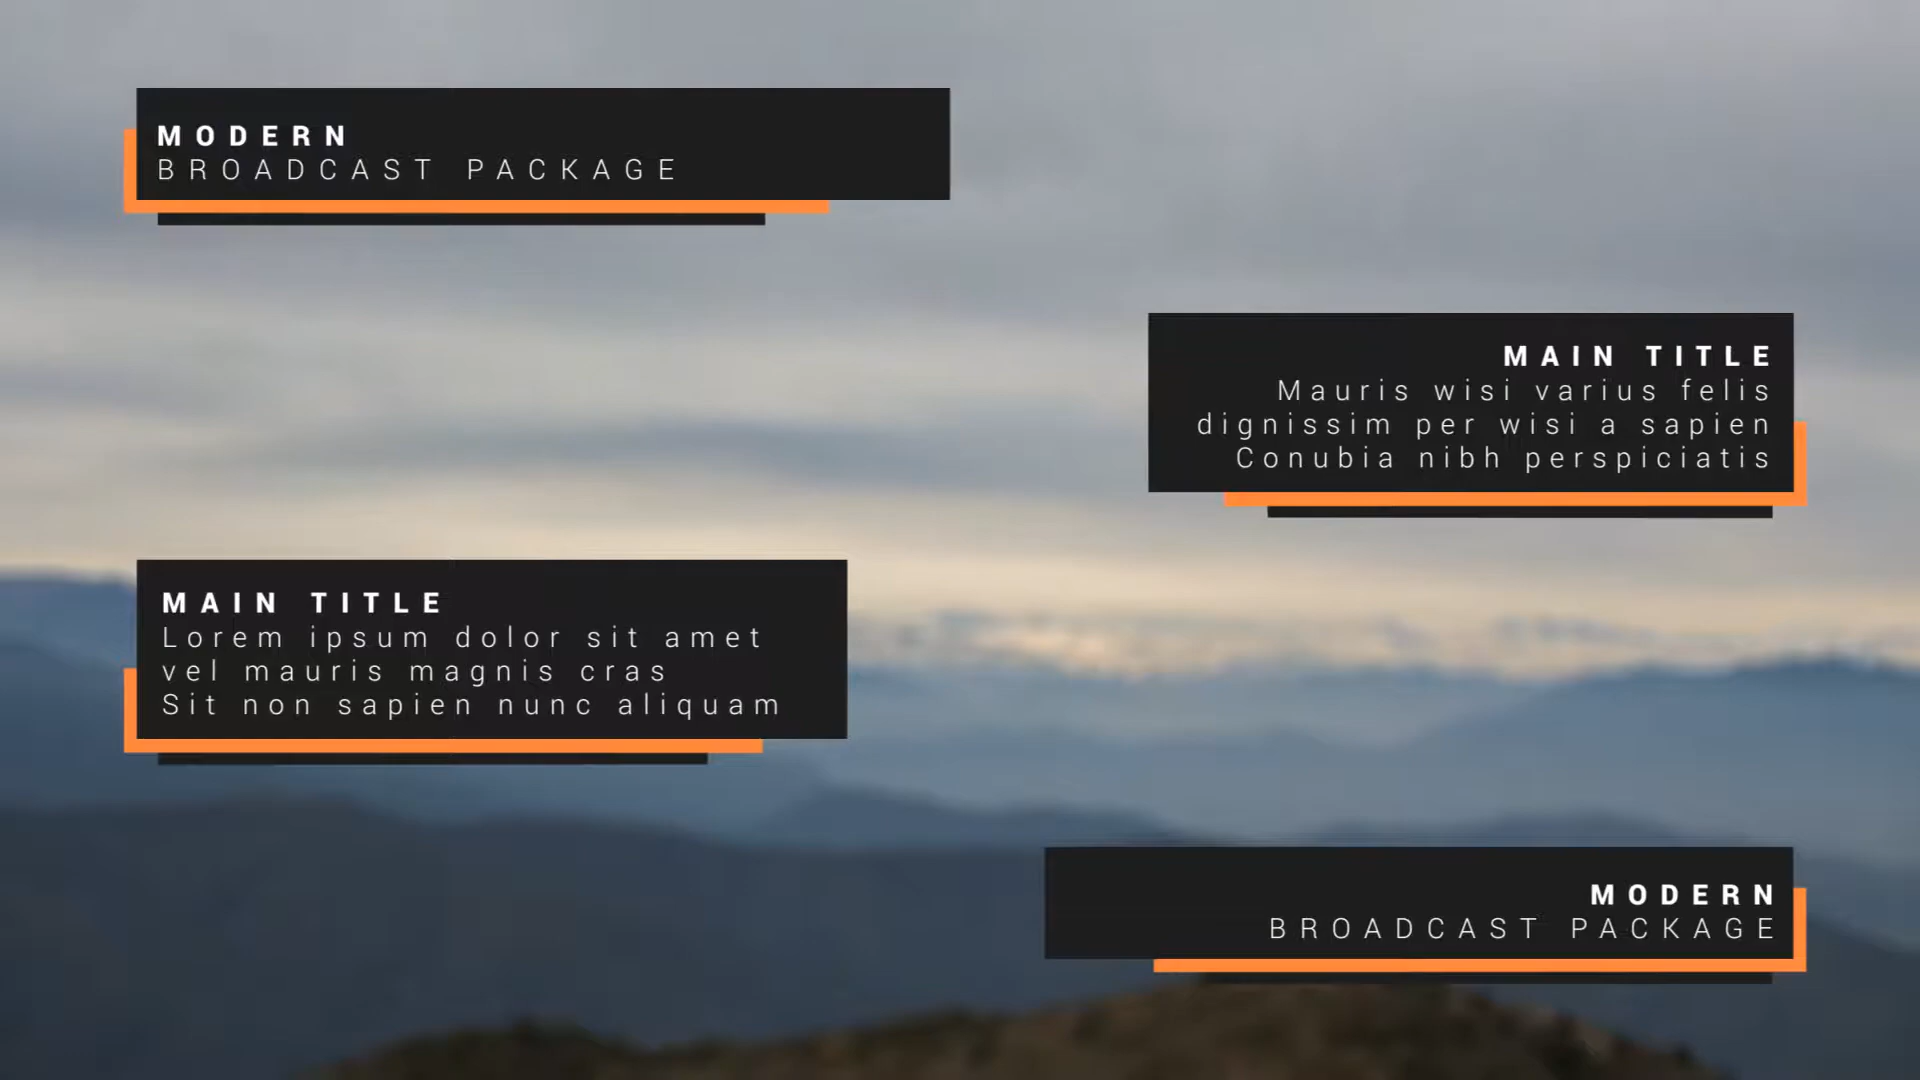 MODERN
BROADCAST PACKAGE
MAIN TITLE
Mauris wisi varius felis
dignissim per wisi a sapien
Conubia nibh perspiciatis
MAIN TITLE
Lorem ipsum dolor sit amet
vel mauris magnis cras
Sit non sapien nunc aliquam
MODERN
BROADCAST PACKAGE